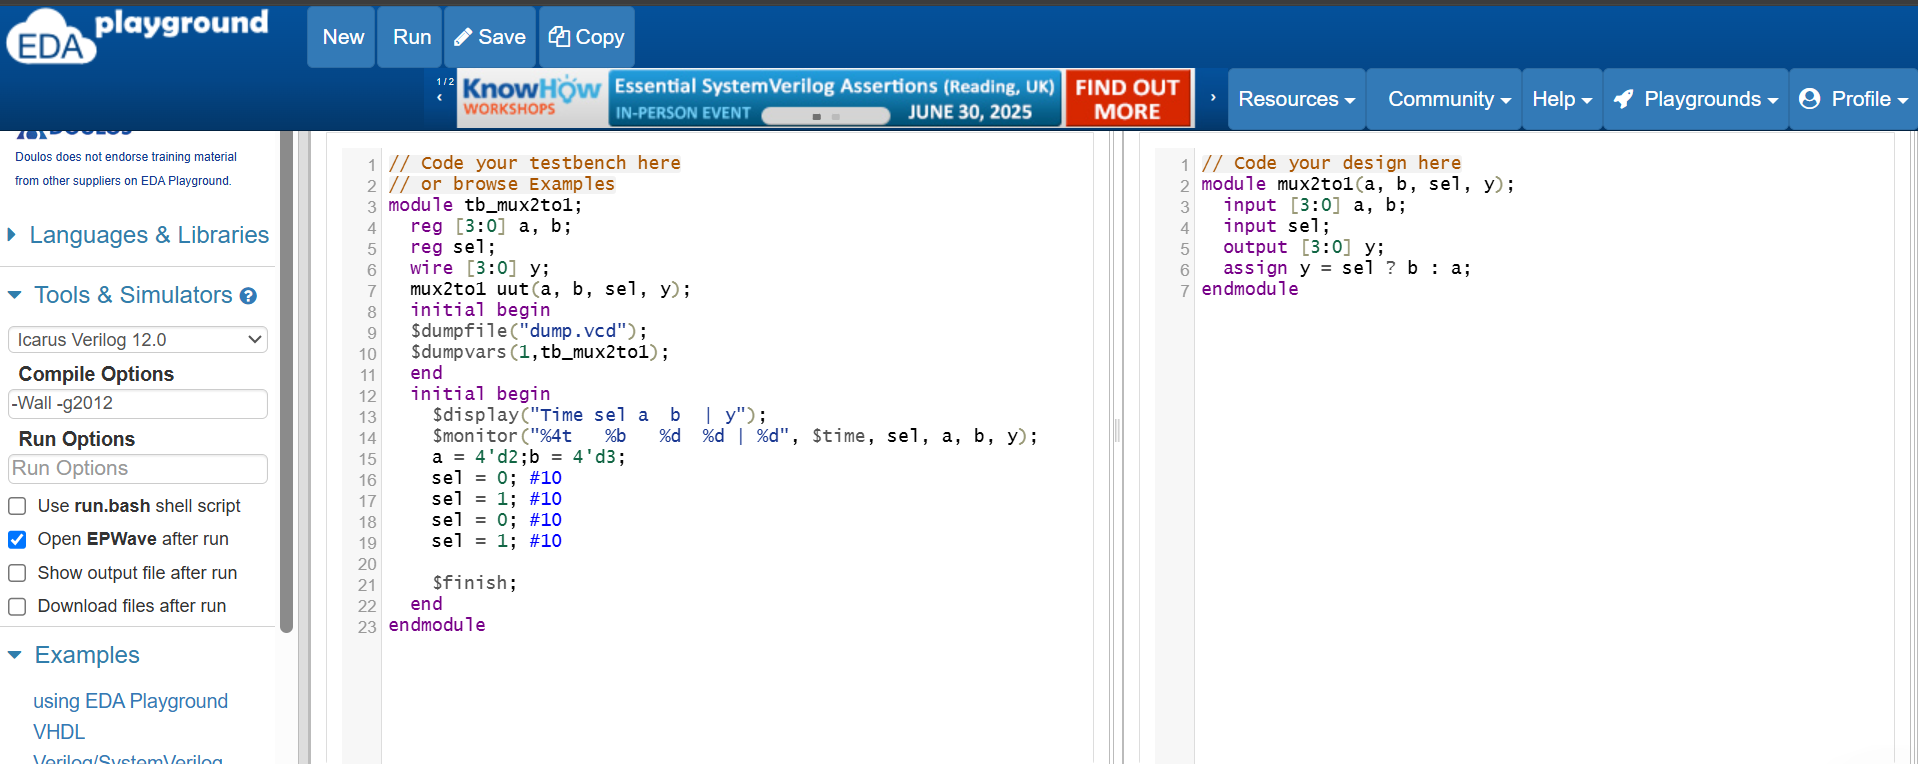 EDA playground
New
Run
Save
Copy
1/2
‹
KnowHow
WORKSHOPS
Essential SystemVerilog Assertions (Reading, UK)
IN-PERSON EVENT
JUNE 30, 2025
FIND OUT
MORE
›
Resources
Community
Help
Playgrounds
Profile
Doulos does not endorse training material
from other suppliers on EDA Playground.
Languages & Libraries
Tools & Simulators
Icarus Verilog 12.0
Compile Options
-Wall -g2012
Run Options
Run Options
Use run.bash shell script
Open EPWave after run
Show output file after run
Download files after run
Examples
using EDA Playground
VHDL
Verilog/SystemVerilog
1 // Code your testbench here
2 // or browse Examples
3 module tb_mux2to1;
4   reg [3:0] a, b;
5   reg sel;
6   wire [3:0] y;
7   mux2to1 uut(a, b, sel, y);
8   initial begin
9   $dumpfile("dump.vcd");
10   $dumpvars(1,tb_mux2to1);
11   end
12   initial begin
13     $display("Time sel a  b  | y");
14     $monitor("%4t   %b   %d  %d | %d", $time, sel, a, b, y);
15     a = 4'd2;b = 4'd3;
16     sel = 0; #10
17     sel = 1; #10
18     sel = 0; #10
19     sel = 1; #10
20
21     $finish;
22   end
23 endmodule
1 // Code your design here
2 module mux2to1(a, b, sel, y);
3   input [3:0] a, b;
4   input sel;
5   output [3:0] y;
6   assign y = sel ? b : a;
7 endmodule